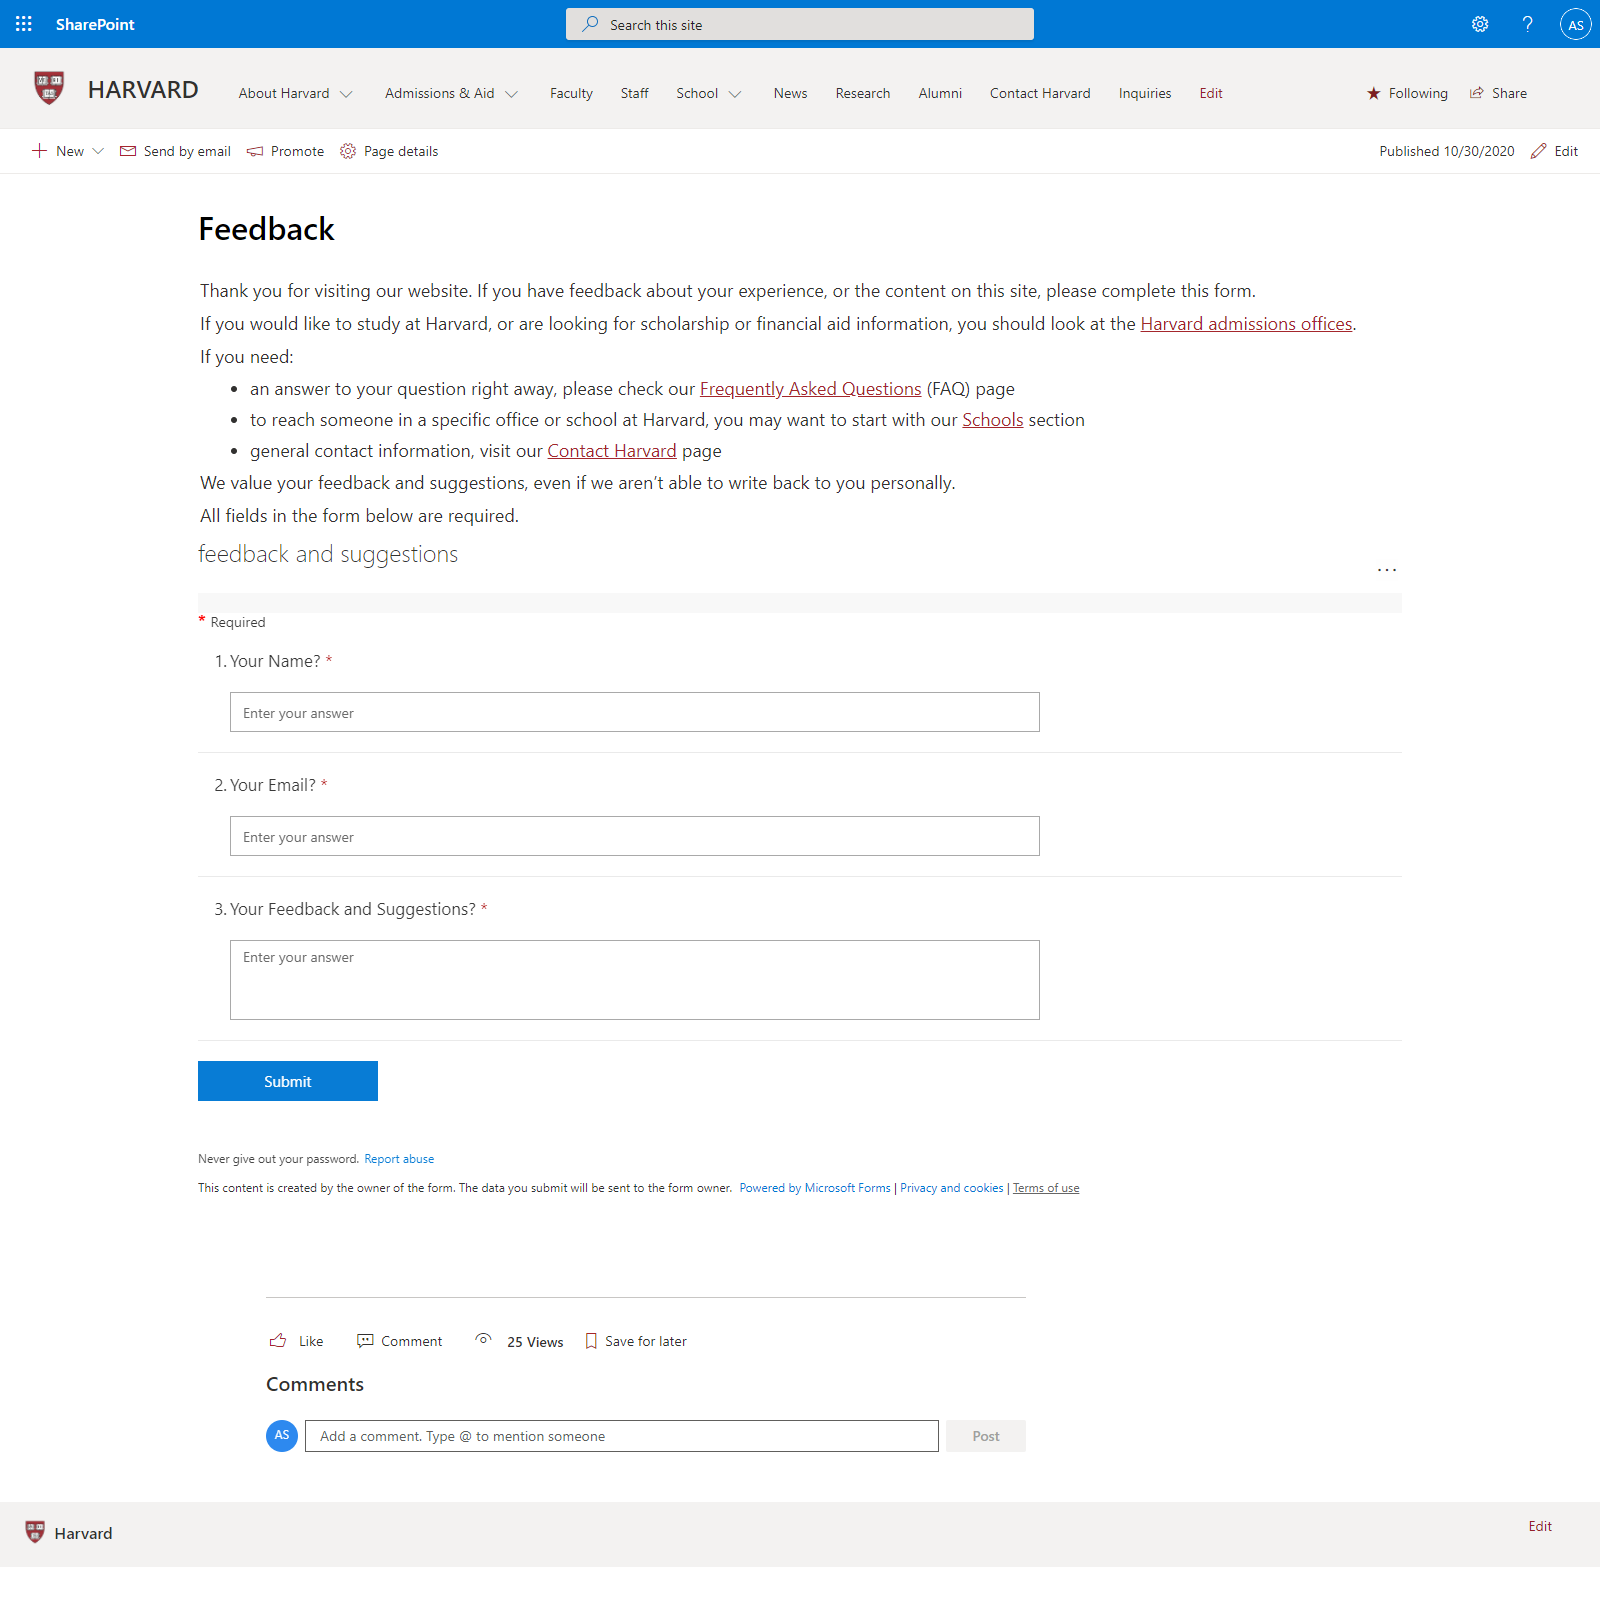 SharePoint
Search this site
?
AS
HARVARD
About Harvard
Admissions & Aid
Faculty
Staff
School
News
Research
Alumni
Contact Harvard
Inquiries
Edit
Following
Share
New
Send by email
Promote
Page details
Published 10/30/2020
Edit
Feedback
Thank you for visiting our website. If you have feedback about your experience, or the content on this site, please complete this form.
If you would like to study at Harvard, or are looking for scholarship or financial aid information, you should look at the Harvard admissions offices.
If you need:
• an answer to your question right away, please check our Frequently Asked Questions (FAQ) page
• to reach someone in a specific office or school at Harvard, you may want to start with our Schools section
• general contact information, visit our Contact Harvard page
We value your feedback and suggestions, even if we aren’t able to write back to you personally.
All fields in the form below are required.
feedback and suggestions
...
* Required
1. Your Name? *
Enter your answer
2. Your Email? *
Enter your answer
3. Your Feedback and Suggestions? *
Enter your answer
Submit
Never give out your password. Report abuse
This content is created by the owner of the form. The data you submit will be sent to the form owner. Powered by Microsoft Forms | Privacy and cookies | Terms of use
Like
Comment
25 Views
Save for later
Comments
AS
Add a comment. Type @ to mention someone
Post
Harvard
Edit